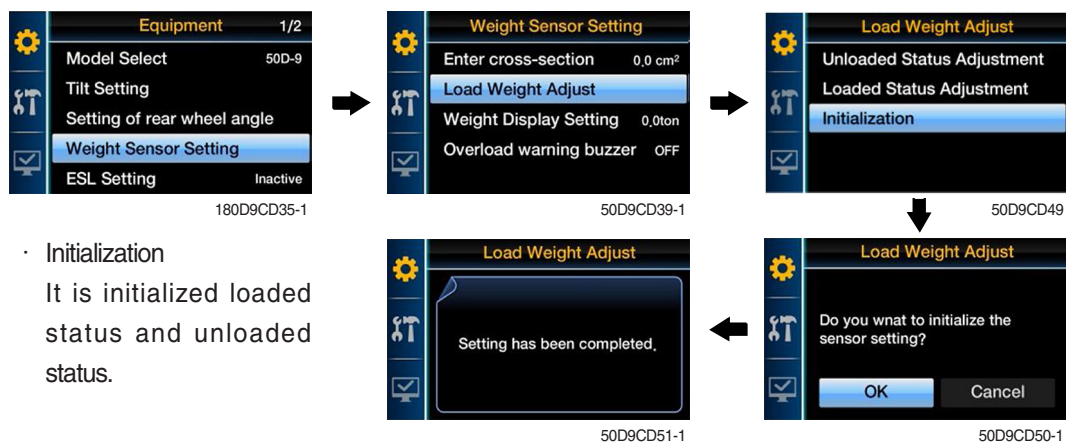 Equipment 1/2
Model Select 50D-9
Tilt Setting
Setting of rear wheel angle
Weight Sensor Setting
ESL Setting Inactive
180D9CD35-1
Weight Sensor Setting
Enter cross-section 0.0 cm²
Load Weight Adjust
Weight Display Setting 0.0ton
Overload warning buzzer OFF
50D9CD39-1
Load Weight Adjust
Unloaded Status Adjustment
Loaded Status Adjustment
Initialization
50D9CD49
· Initialization
It is initialized loaded
status and unloaded
status.
Load Weight Adjust
Setting has been completed.
50D9CD51-1
Load Weight Adjust
Do you wnat to initialize the
sensor setting?
OK Cancel
50D9CD50-1